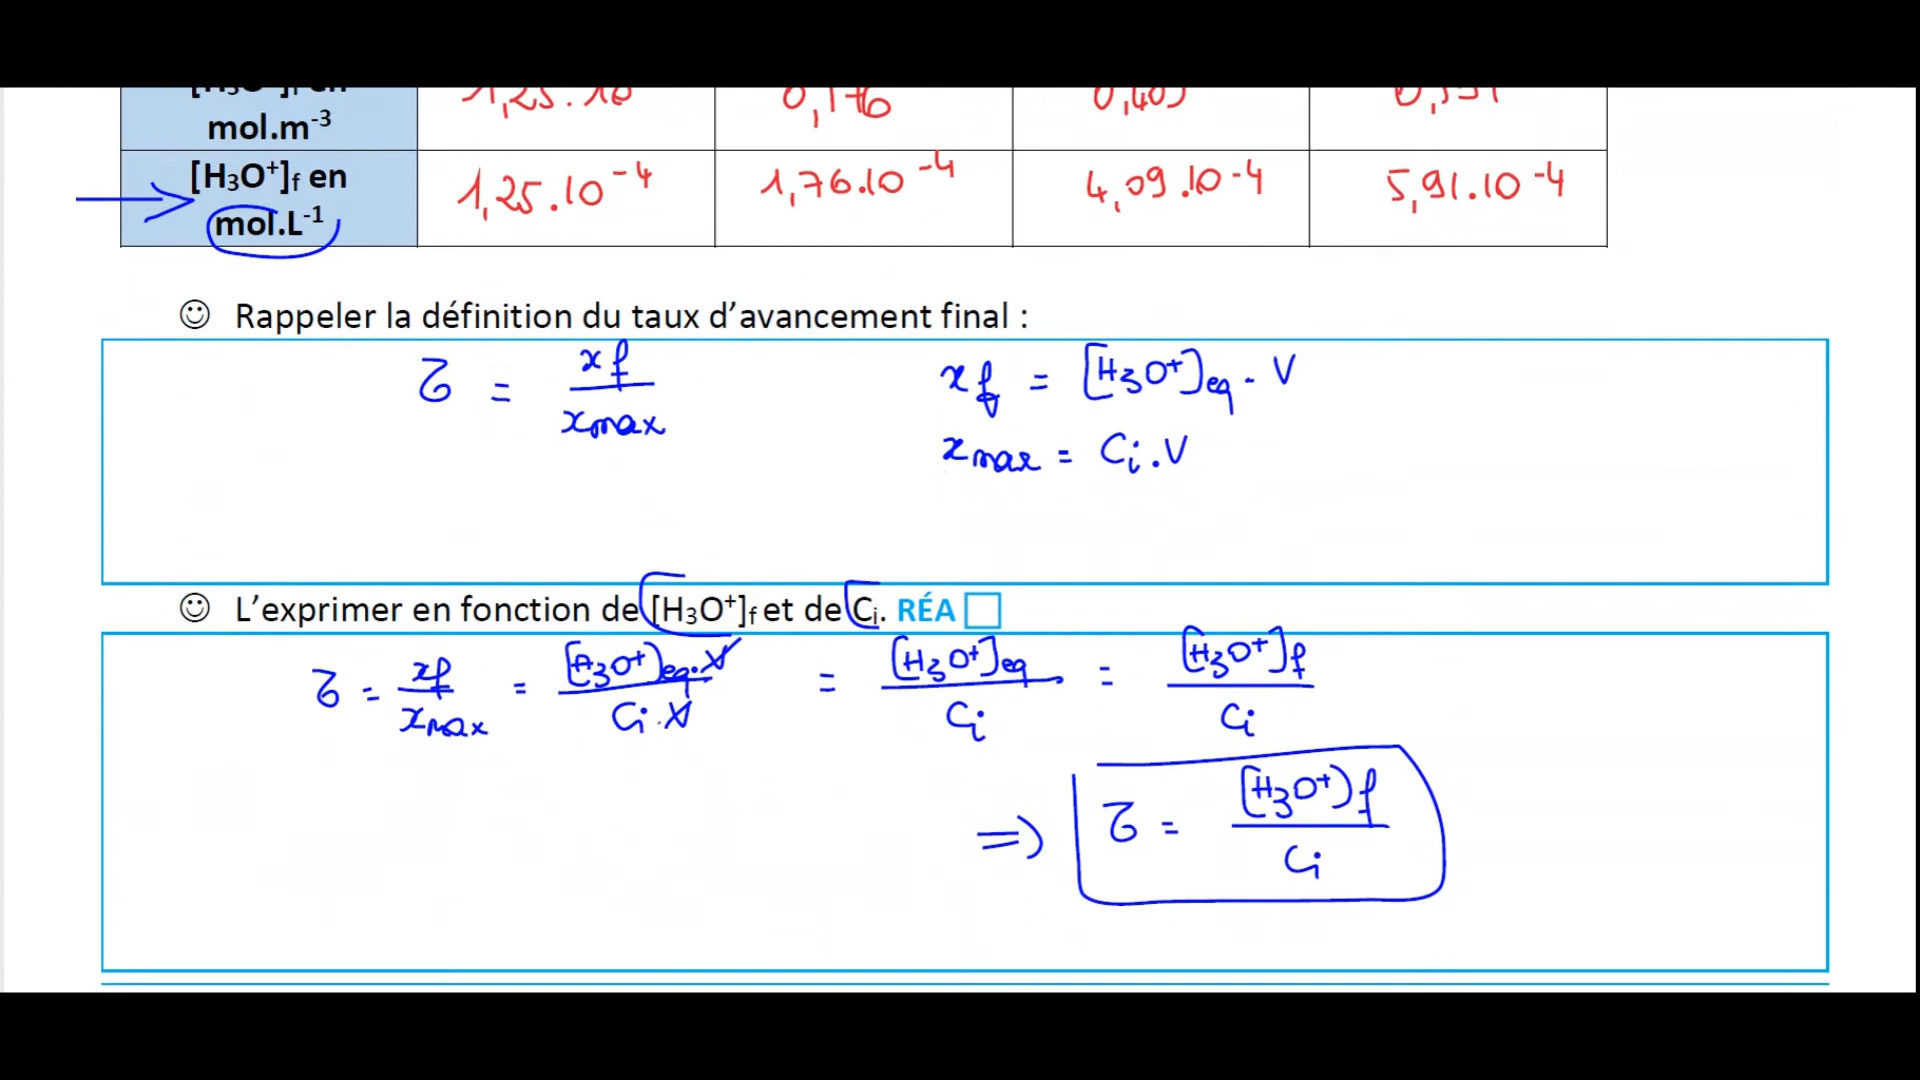 mol.m-3
[H3O+]f en
mol.L-1
1,25.10-4
1,76.10-4
4,09.10-4
5,91.10-4
☺ Rappeler la définition du taux d'avancement final :
τ = xf / xmax
xf = [H3O+]eq . V
xmax = Ci . V
☺ L'exprimer en fonction de [H3O+]f et de Ci. RÉA
τ = xf / xmax = [H3O+]eq . V / Ci . V = [H3O+]eq / Ci = [H3O+]f / Ci
=> τ = [H3O+)f / Ci